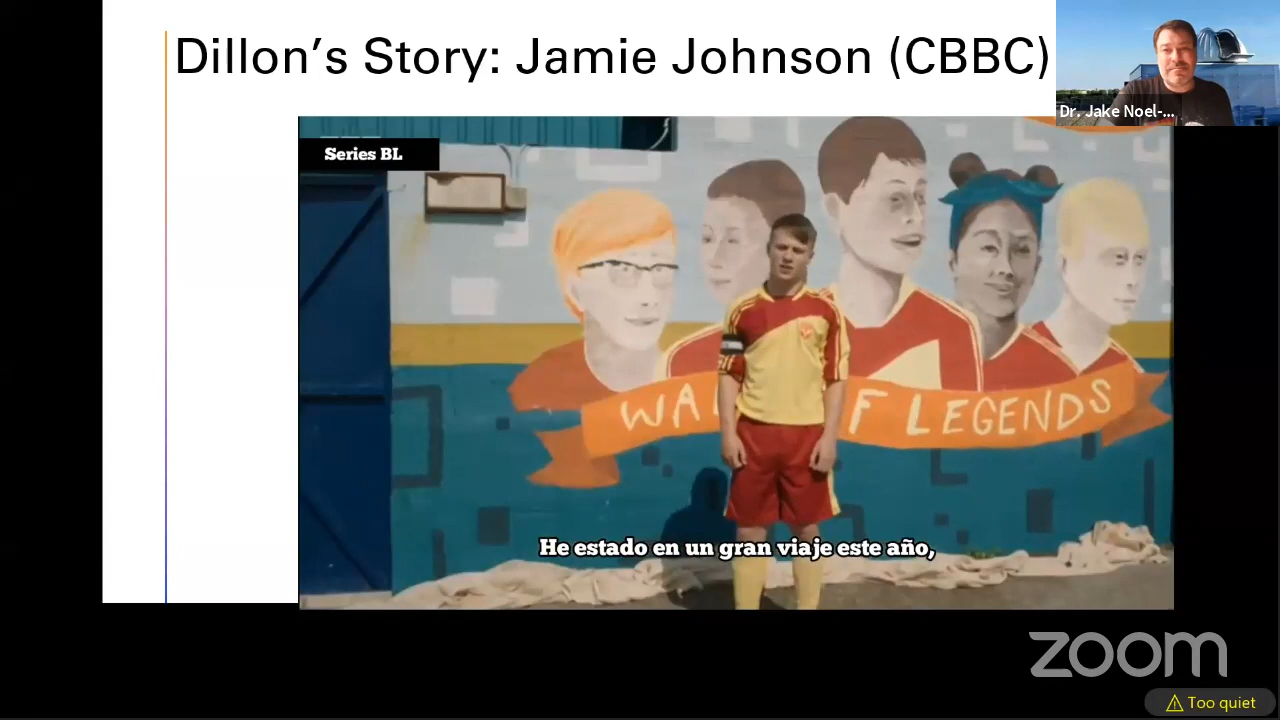 Dillon's Story: Jamie Johnson (CBBC)
Dr. Jake Noel-...
Series BL
WA F LEGENDS
He estado en un gran viaje este año,
zoom
Too quiet